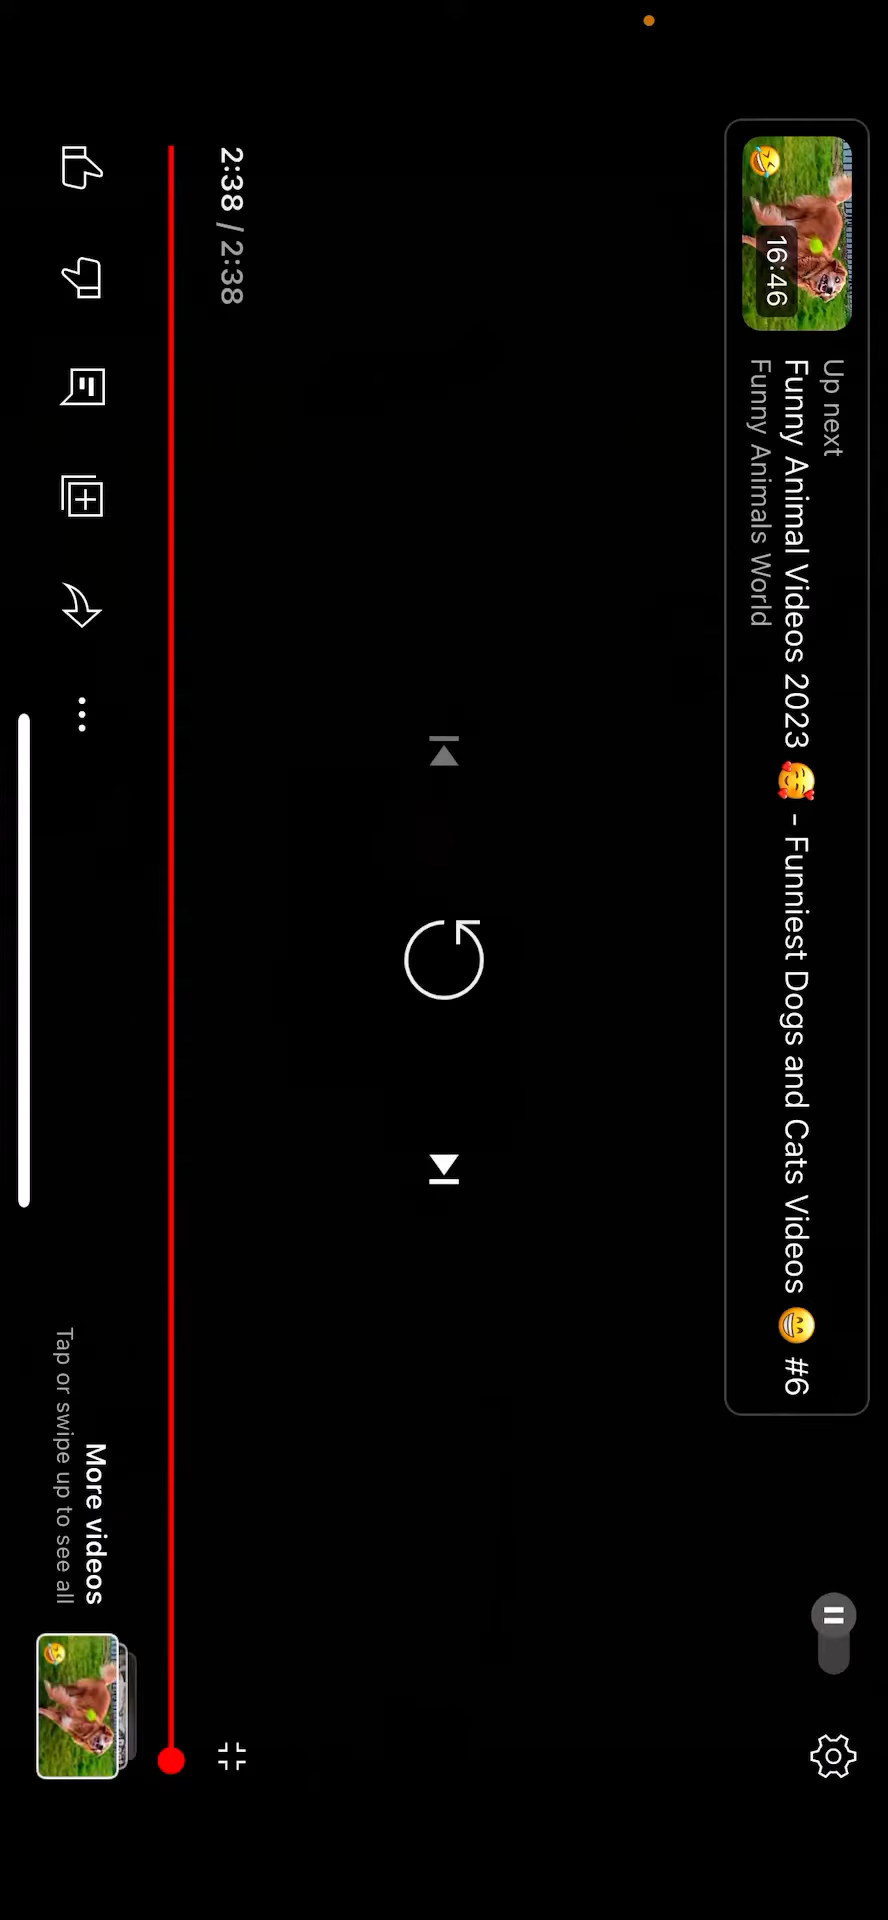 16:46
Up next
Funny Animal Videos 2023 🥰 - Funniest Dogs and Cats Videos 😁 #6
Funny Animals World
2:38 / 2:38
More videos
Tap or swipe up to see all